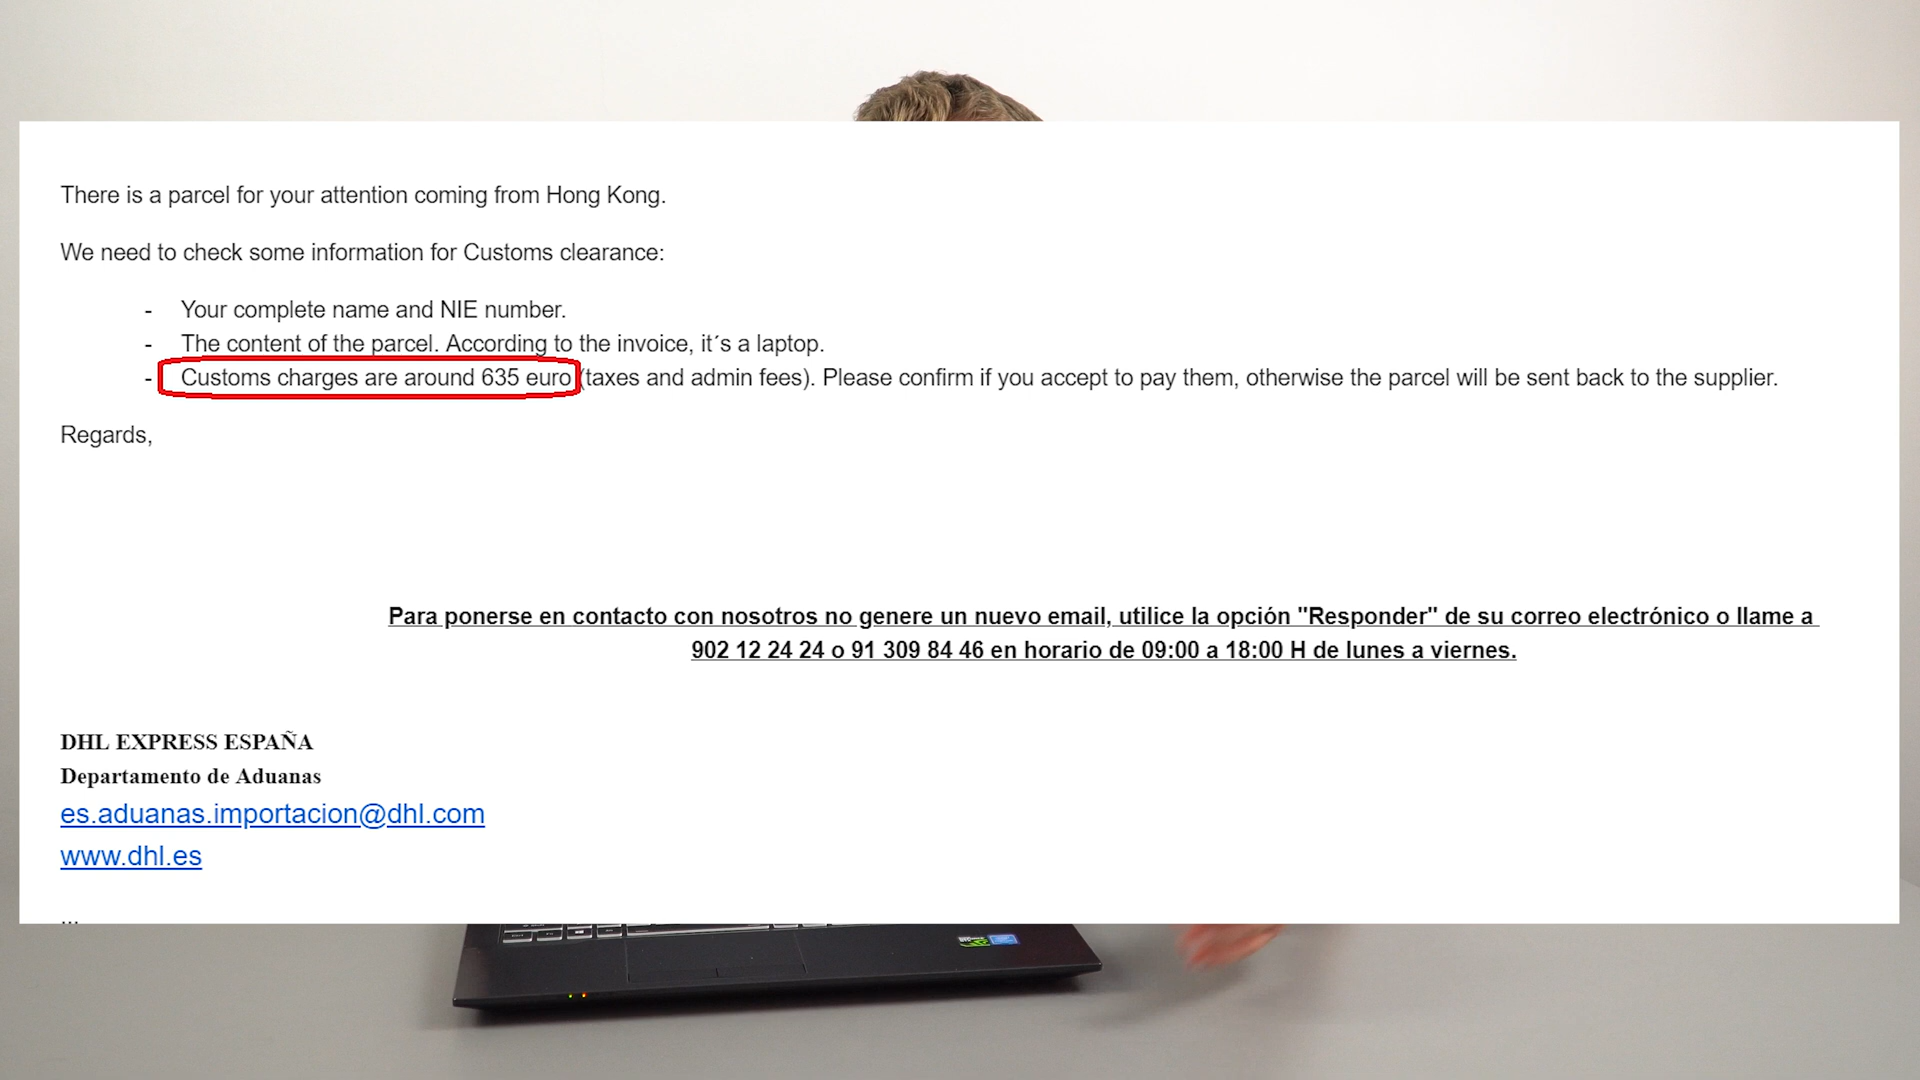 There is a parcel for your attention coming from Hong Kong.
We need to check some information for Customs clearance:
- Your complete name and NIE number.
- The content of the parcel. According to the invoice, it´s a laptop.
- Customs charges are around 635 euro (taxes and admin fees). Please confirm if you accept to pay them, otherwise the parcel will be sent back to the supplier.
Regards,
Para ponerse en contacto con nosotros no genere un nuevo email, utilice la opción "Responder" de su correo electrónico o llame a
902 12 24 24 o 91 309 84 46 en horario de 09:00 a 18:00 H de lunes a viernes.
DHL EXPRESS ESPAÑA
Departamento de Aduanas
es.aduanas.importacion@dhl.com
www.dhl.es
...